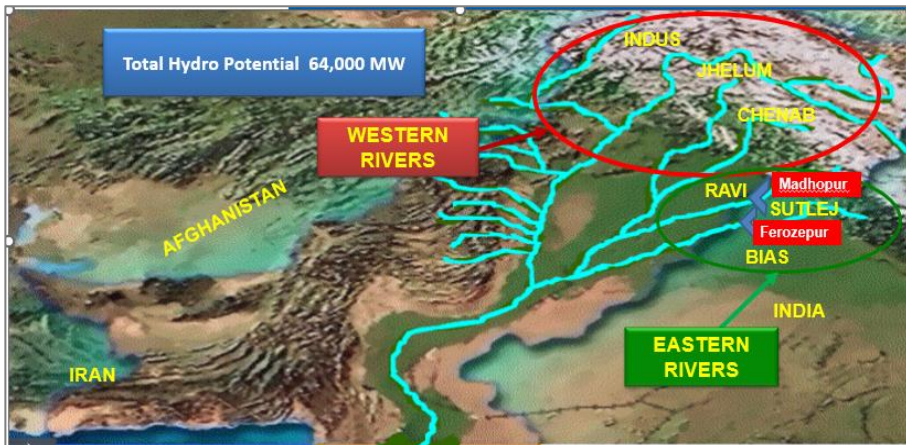 Total Hydro Potential 64,000 MW
INDUS
JHELUM
CHENAB
WESTERN
RIVERS
RAVI
Madhopur
SUTLEJ
Ferozepur
BIAS
AFGHANISTAN
INDIA
EASTERN
RIVERS
IRAN